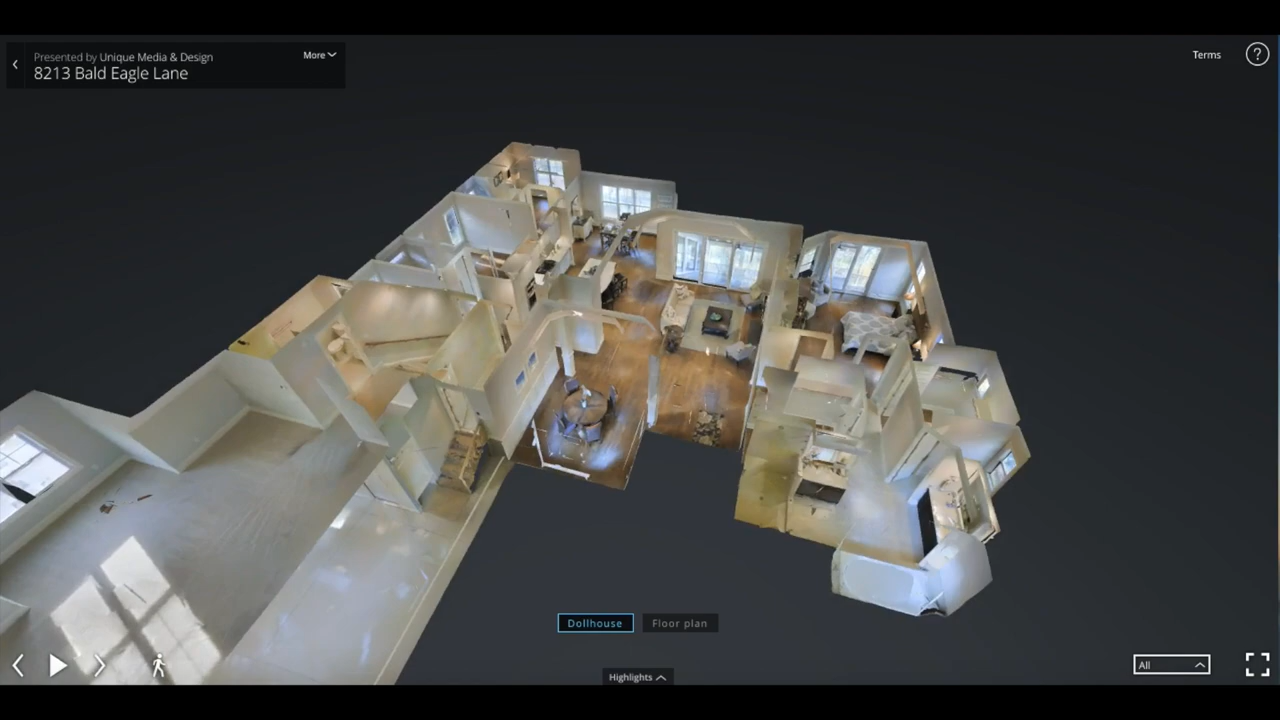 Presented by Unique Media & Design
8213 Bald Eagle Lane
More
Terms
?
Dollhouse
Floor plan
Highlights
All